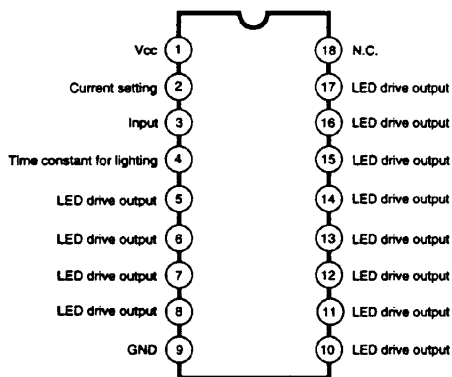 Vcc 1 18 N.C.
Current setting 2 17 LED drive output
Input 3 16 LED drive output
Time constant for lighting 4 15 LED drive output
LED drive output 5 14 LED drive output
LED drive output 6 13 LED drive output
LED drive output 7 12 LED drive output
LED drive output 8 11 LED drive output
GND 9 10 LED drive output